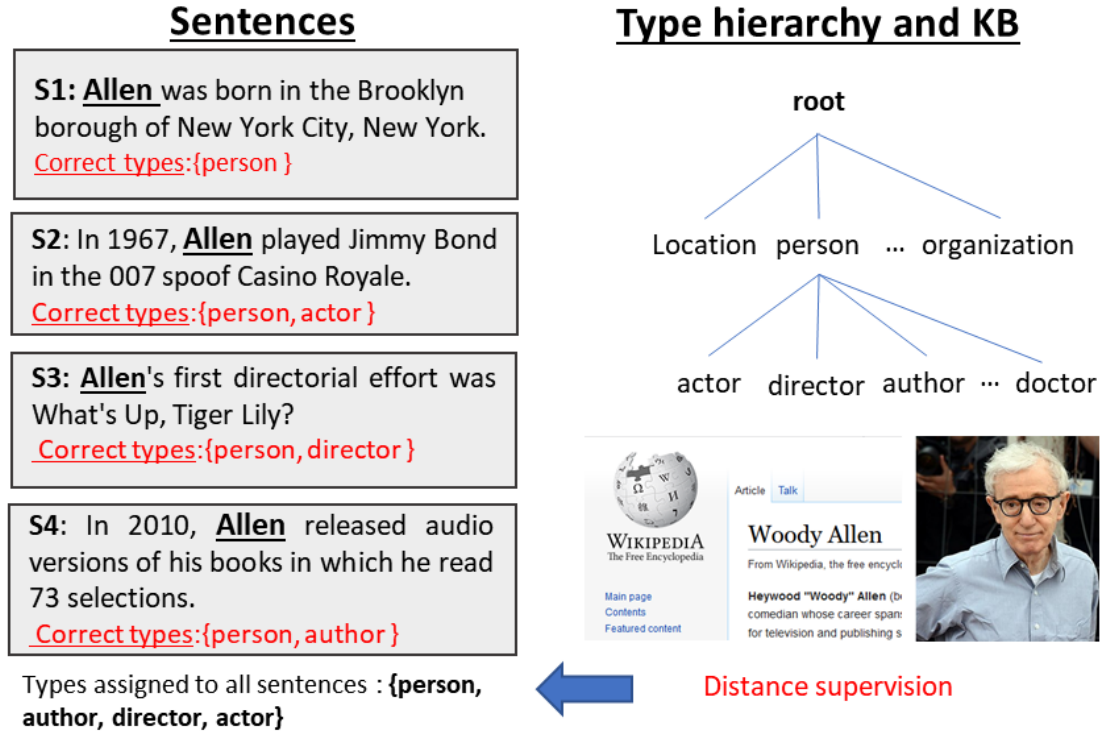 Sentences
S1: Allen was born in the Brooklyn
borough of New York City, New York.
Correct types:{person }
S2: In 1967, Allen played Jimmy Bond
in the 007 spoof Casino Royale.
Correct types:{person, actor }
S3: Allen's first directorial effort was
What's Up, Tiger Lily?
Correct types:{person, director }
S4: In 2010, Allen released audio
versions of his books in which he read
73 selections.
Correct types:{person, author }
Types assigned to all sentences : {person,
author, director, actor}
Type hierarchy and KB
root
Location person ... organization
actor director author ... doctor
WIKIPEDIA
The Free Encyclopedia
Main page
Contents
Featured content
Article Talk
Woody Allen
From Wikipedia, the free encyclo
Heywood "Woody" Allen (b
comedian whose career span
for television and publishing s
Distance supervision